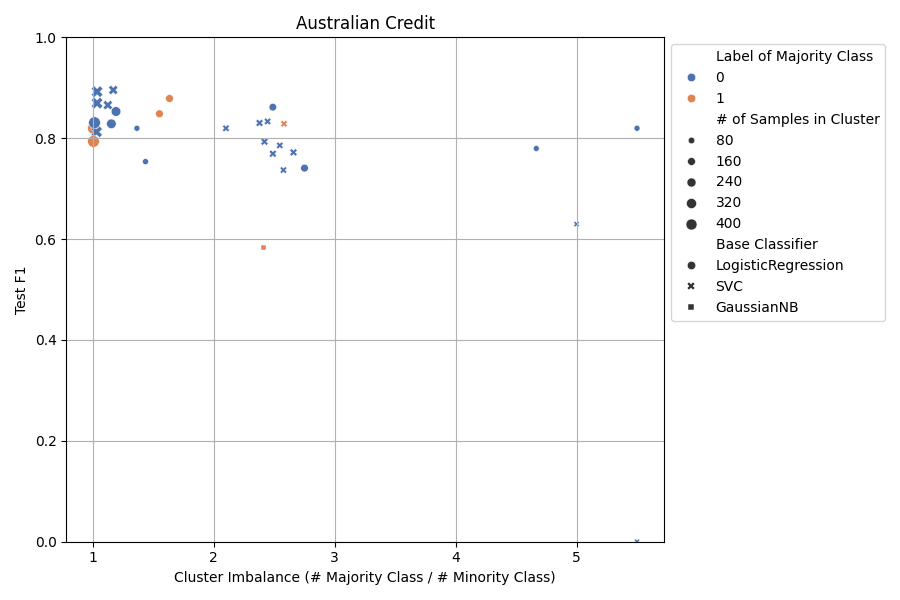 Australian Credit
Test F1
1.0
0.8
0.6
0.4
0.2
0.0
1
2
3
4
5
Cluster Imbalance (# Majority Class / # Minority Class)
Label of Majority Class
0
1
# of Samples in Cluster
80
160
240
320
400
Base Classifier
LogisticRegression
SVC
GaussianNB